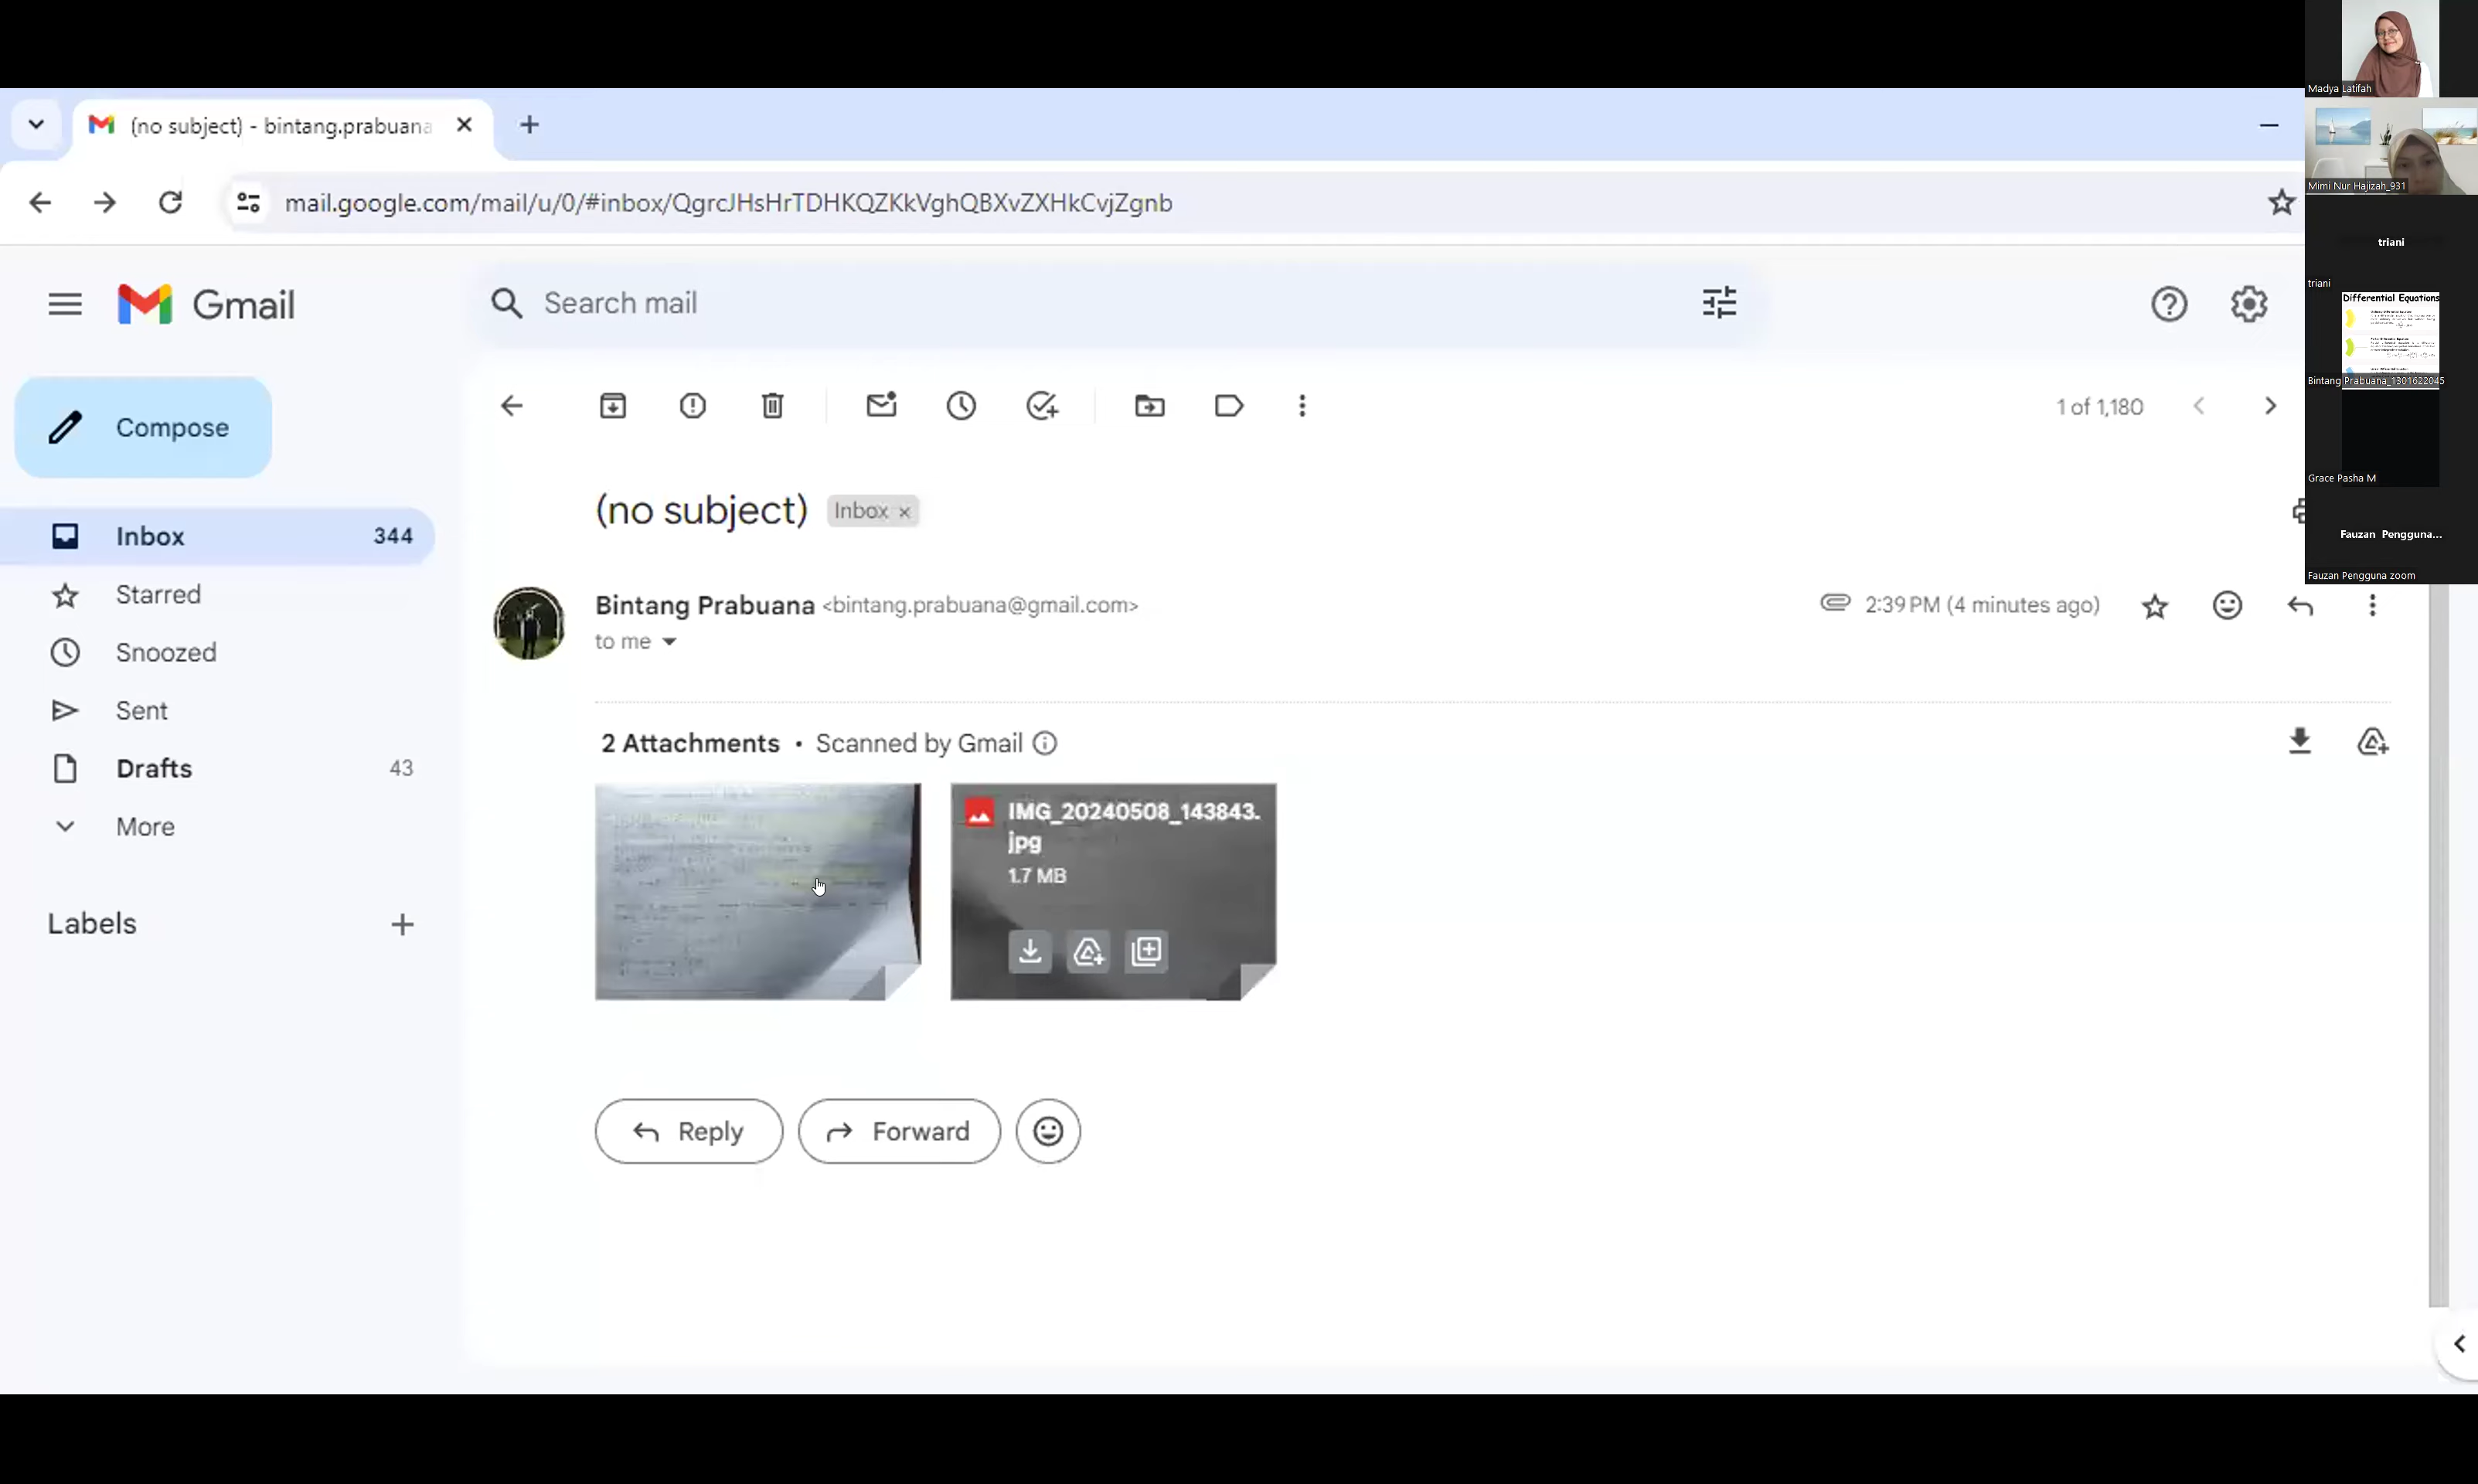 Madya Latifah
(no subject) - bintang.prabuana
mail.google.com/mail/u/0/#inbox/QgrcJHsHrTDHKQZKkVghQBXvZXHkCvjZgnb
Mimi Nur Hajizah_931
triani
triani
Gmail
Search mail
Differential Equations
Bintang Prabuana_1301622045
Compose
1 of 1,180
Grace Pasha M
(no subject) Inbox ×
Inbox 344
Fauzan Pengguna...
Fauzan Pengguna zoom
Starred
Bintang Prabuana <bintang.prabuana@gmail.com> 2:39 PM (4 minutes ago)
to me
Snoozed
Sent
2 Attachments • Scanned by Gmail
Drafts 43
IMG_20240508_143843.
jpg
1.7 MB
More
Labels
Reply Forward